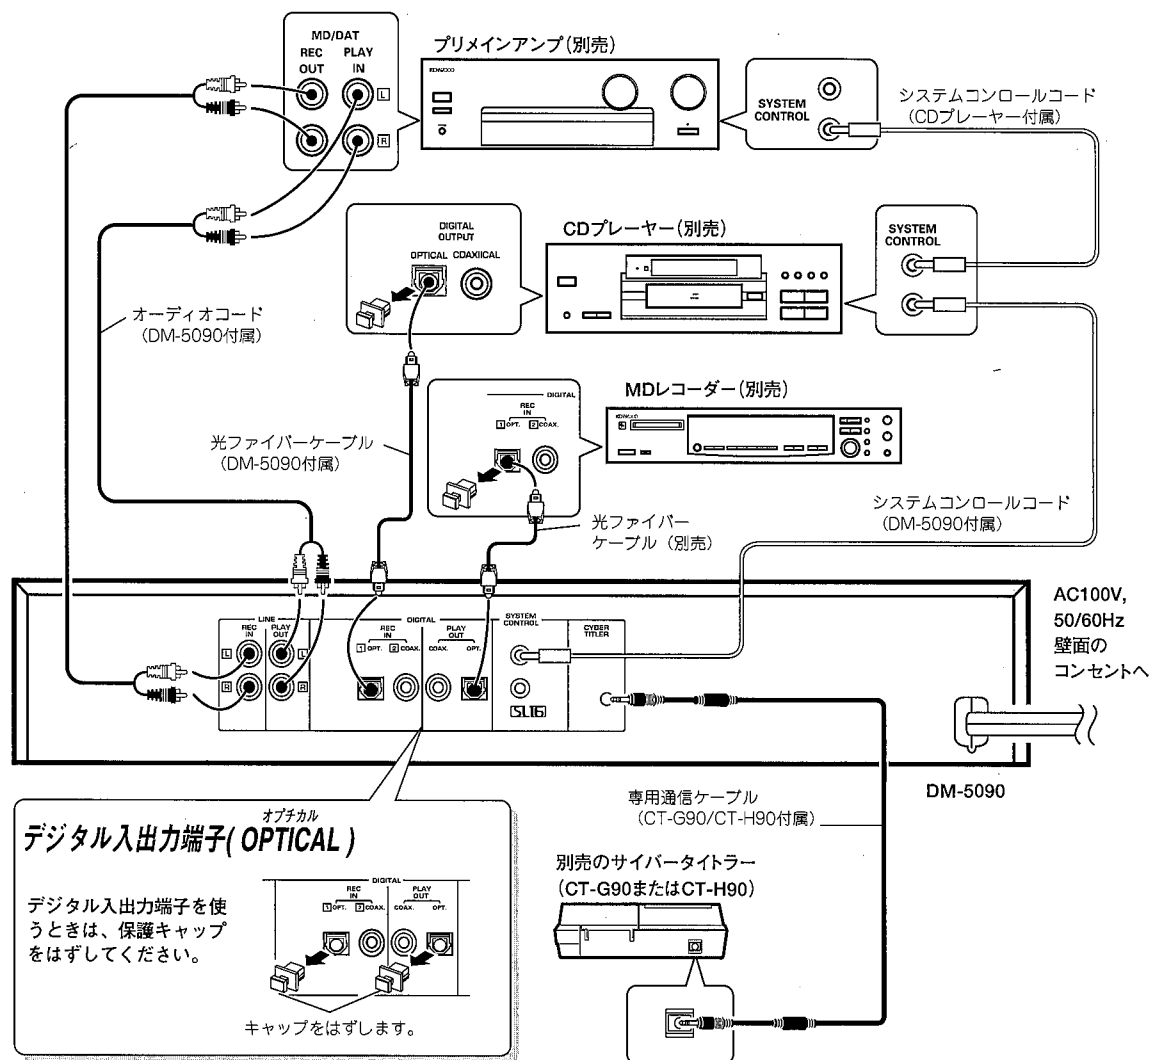 MD/DAT
REC OUT
PLAY IN
L
R
プリメインアンプ(別売)
KENWOOD
SYSTEM CONTROL
システムコントロールコード
(CDプレーヤー付属)
DIGITAL OUTPUT
OPTICAL COAXIICAL
CDプレーヤー(別売)
SYSTEM CONTROL
オーディオコード
(DM-5090付属)
DIGITAL
REC IN
1 OPT. 2 COAX.
MDレコーダー(別売)
KENWOOD
光ファイバーケーブル
(DM-5090付属)
光ファイバー
ケーブル(別売)
システムコントロールコード
(DM-5090付属)
LINE
REC IN
PLAY OUT
L
L
R
R
DIGITAL
REC IN
PLAY OUT
1 OPT. 2 COAX.
COAX. OPT.
SYSTEM CONTROL
SL16
CYBER TITLER
AC100V,
50/60Hz
壁面の
コンセントへ
DM-5090
オプチカル
デジタル入出力端子( OPTICAL )
デジタル入出力端子を使
うときは、保護キャップ
をはずしてください。
DIGITAL
REC IN
PLAY OUT
1 OPT. 2 COAX.
COAX. OPT.
キャップをはずします。
専用通信ケーブル
(CT-G90/CT-H90付属)
別売のサイバータイトラー
(CT-G90またはCT-H90)